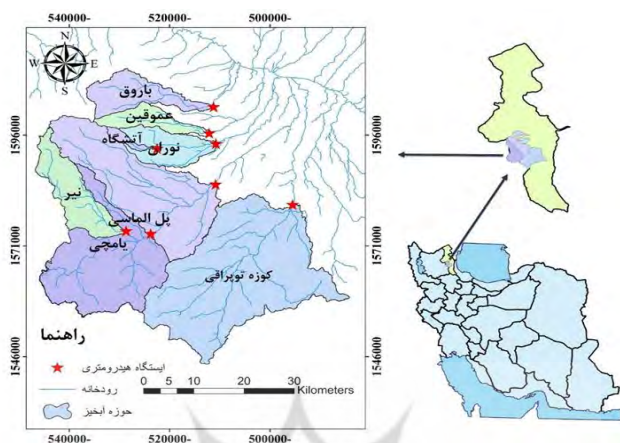 540000- 520000- 500000-
N
W E
S
باروق
عموقین
1596000 1596000
آتشگاه
نوران
نیر
پل الماسی
یامچی
1571000 1571000
کوزه توپراقی
راهنما
ایستگاه هیدرومتری
1546000 1546000
رودخانه
0 5 10 20 30
Kilometers
حوزه آبخیز
540000- 520000- 500000-